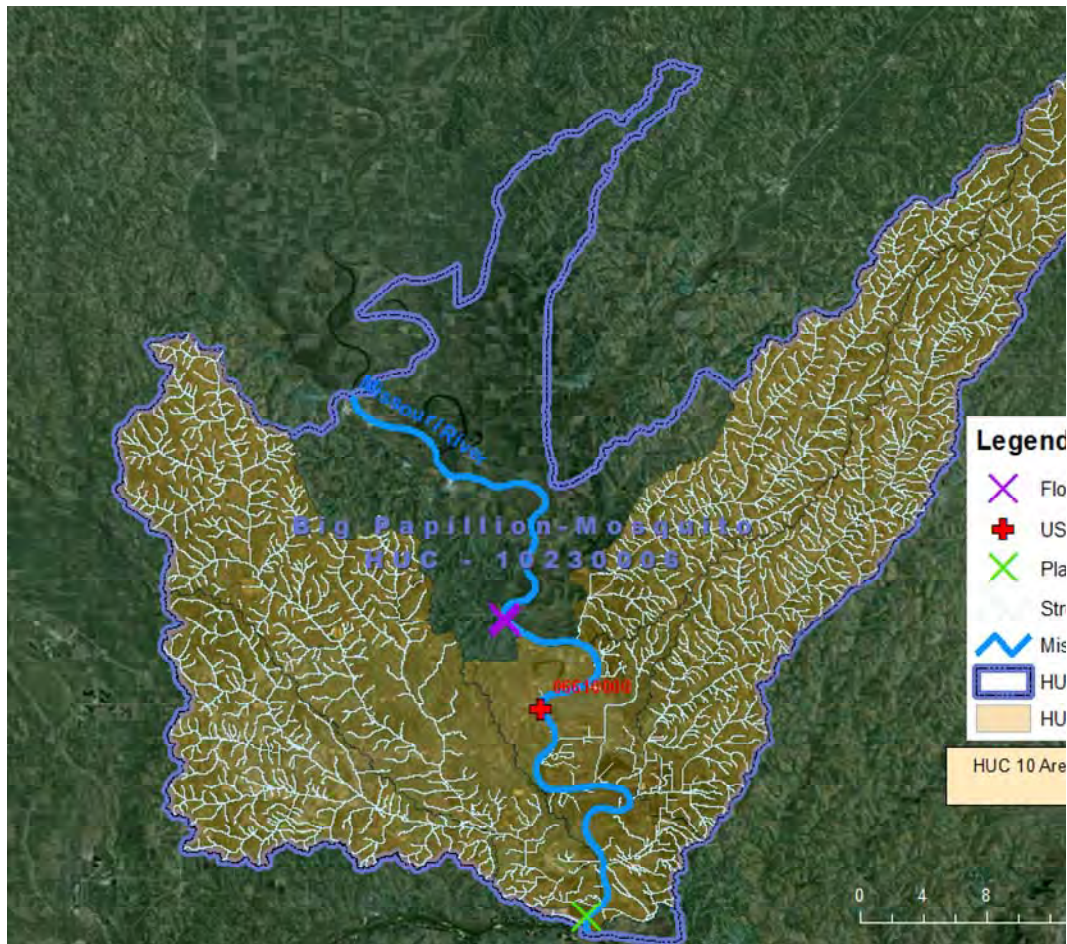 Missouri River
Big Papillion-Mosquito
HUC - 10230006
06610000
Legend
Flo
US
Pla
Str
Mis
HU
HU
HUC 10 Are
0 4 8